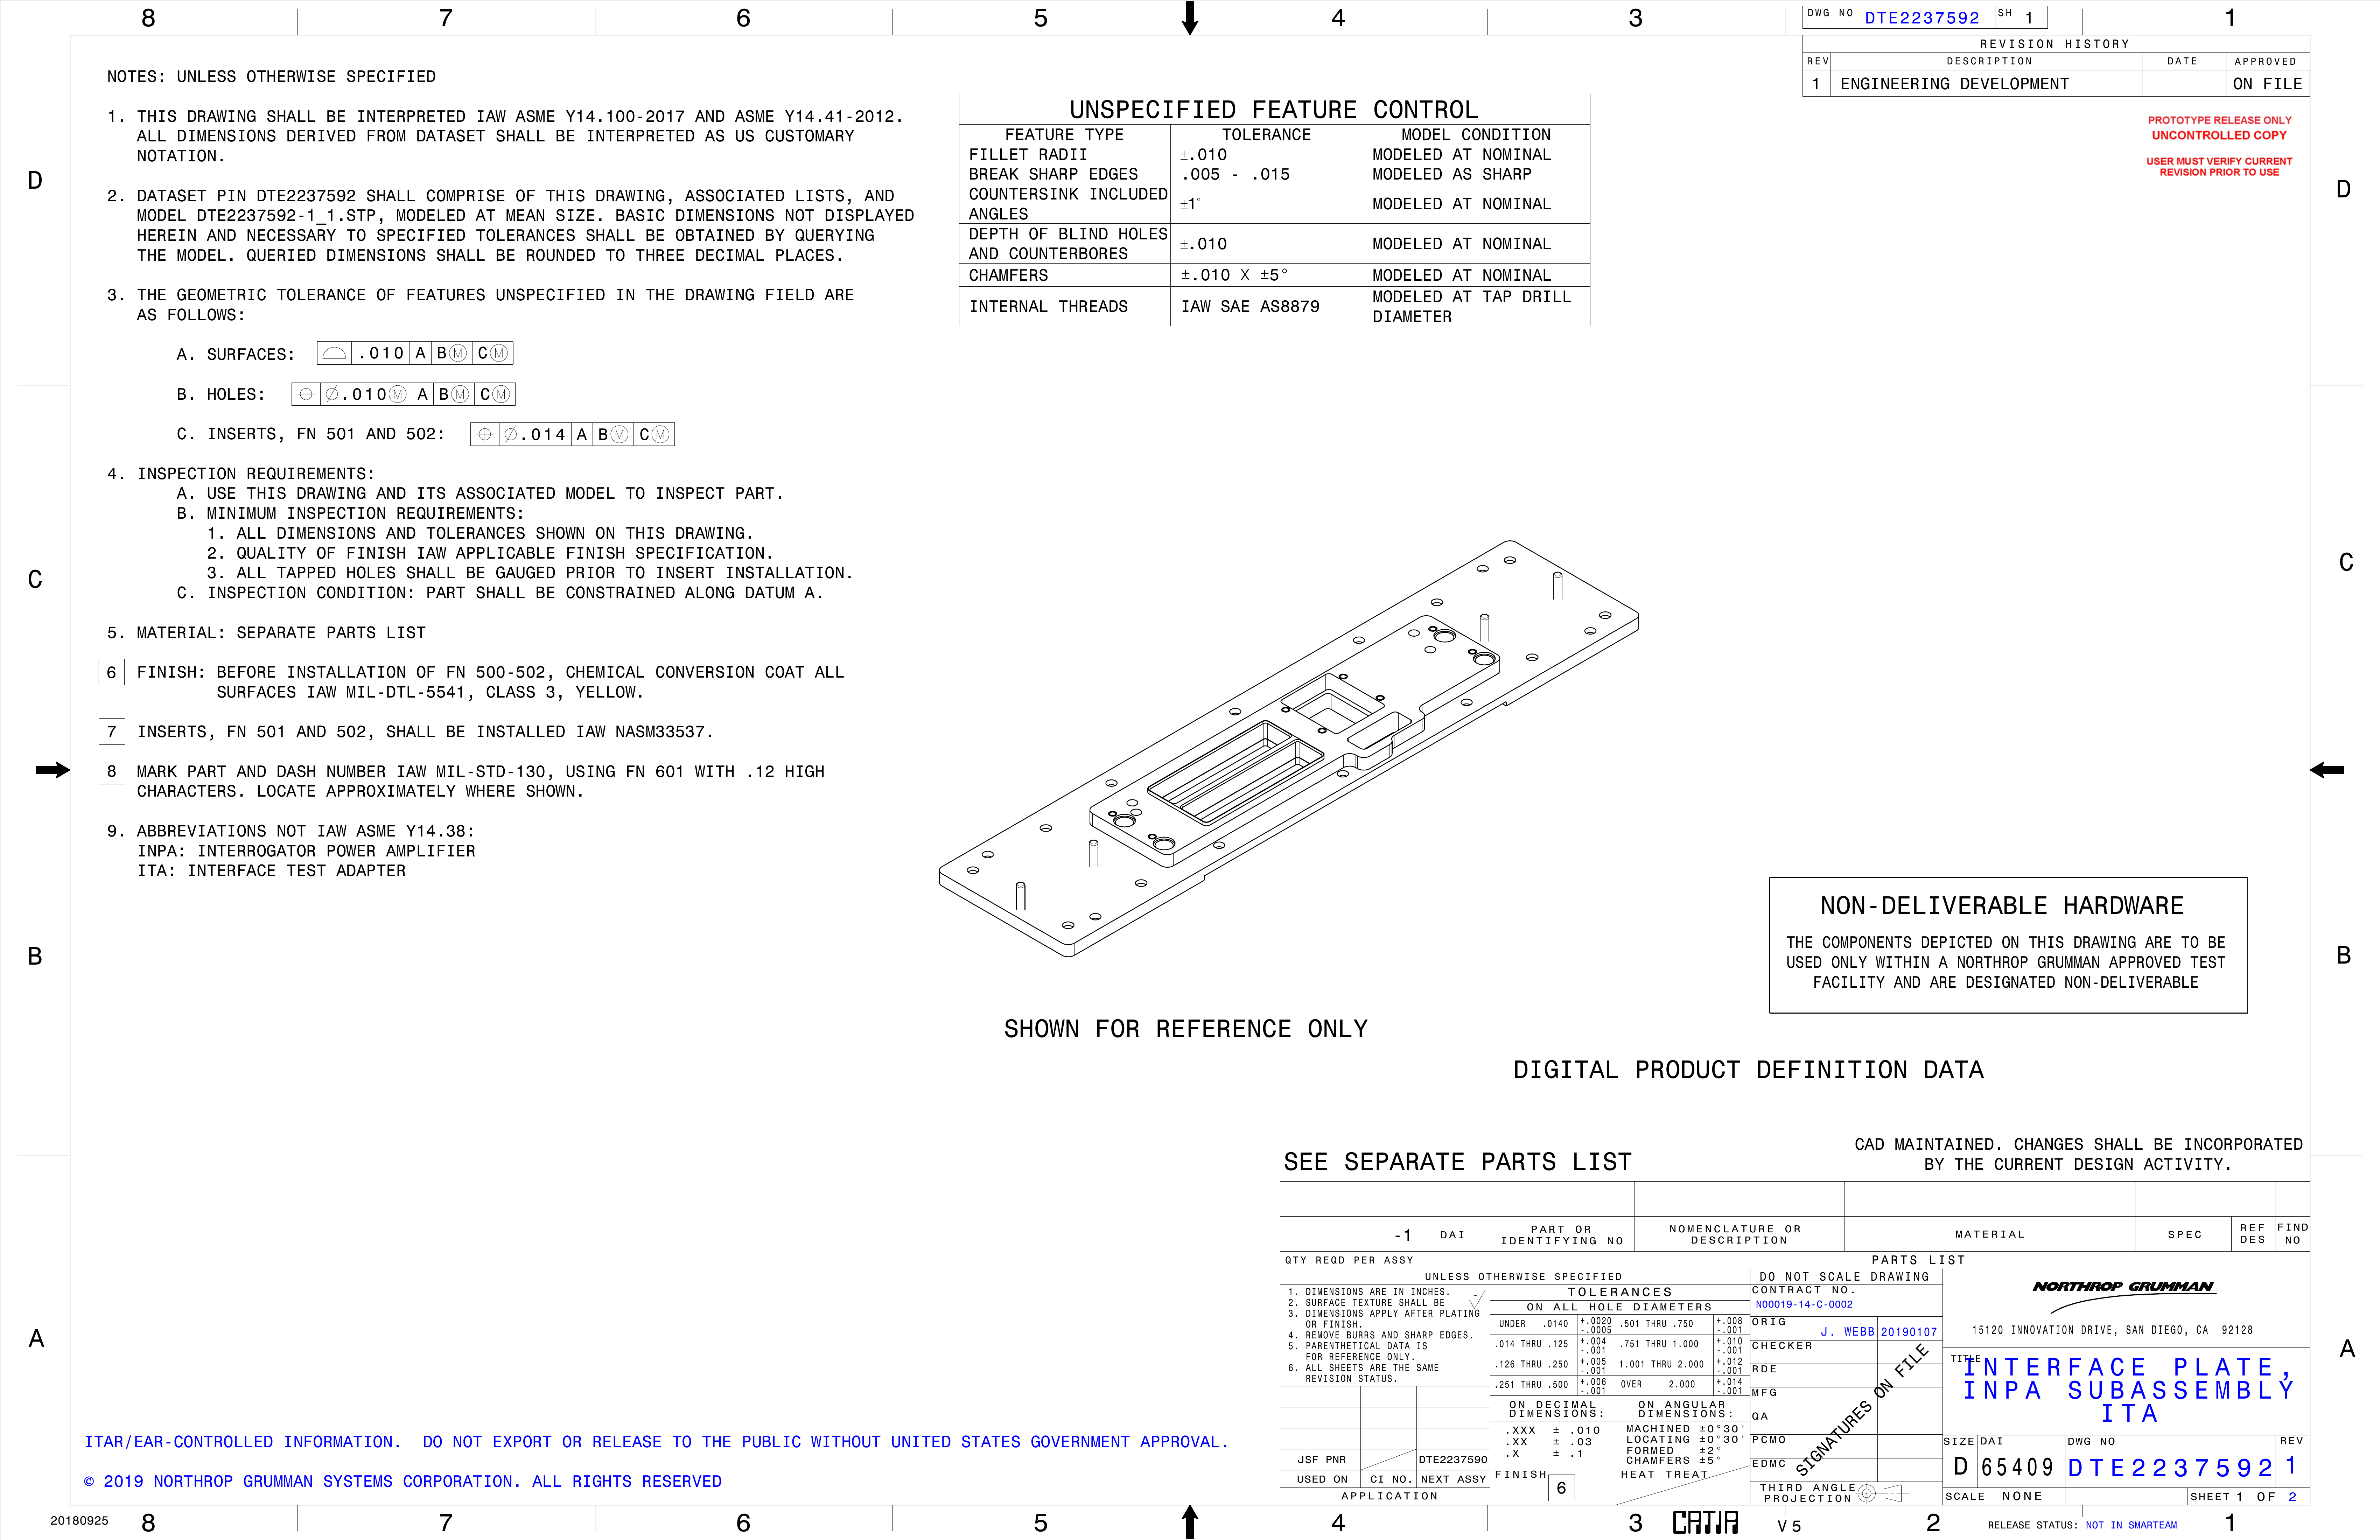 8 7 6 5 4 3 1
DWG NO DTE2237592 SH 1
REVISION HISTORY
REV DESCRIPTION DATE APPROVED
1 ENGINEERING DEVELOPMENT ON FILE
PROTOTYPE RELEASE ONLY
UNCONTROLLED COPY
USER MUST VERIFY CURRENT
REVISION PRIOR TO USE
NOTES: UNLESS OTHERWISE SPECIFIED
1. THIS DRAWING SHALL BE INTERPRETED IAW ASME Y14.100-2017 AND ASME Y14.41-2012.
ALL DIMENSIONS DERIVED FROM DATASET SHALL BE INTERPRETED AS US CUSTOMARY
NOTATION.
2. DATASET PIN DTE2237592 SHALL COMPRISE OF THIS DRAWING, ASSOCIATED LISTS, AND
MODEL DTE2237592-1_1.STP, MODELED AT MEAN SIZE. BASIC DIMENSIONS NOT DISPLAYED
HEREIN AND NECESSARY TO SPECIFIED TOLERANCES SHALL BE OBTAINED BY QUERYING
THE MODEL. QUERIED DIMENSIONS SHALL BE ROUNDED TO THREE DECIMAL PLACES.
3. THE GEOMETRIC TOLERANCE OF FEATURES UNSPECIFIED IN THE DRAWING FIELD ARE
AS FOLLOWS:
A. SURFACES: ⌓ .010 A BⓂ CⓂ
B. HOLES: ⌖ ∅.010Ⓜ A BⓂ CⓂ
C. INSERTS, FN 501 AND 502: ⌖ ∅.014 A BⓂ CⓂ
4. INSPECTION REQUIREMENTS:
A. USE THIS DRAWING AND ITS ASSOCIATED MODEL TO INSPECT PART.
B. MINIMUM INSPECTION REQUIREMENTS:
1. ALL DIMENSIONS AND TOLERANCES SHOWN ON THIS DRAWING.
2. QUALITY OF FINISH IAW APPLICABLE FINISH SPECIFICATION.
3. ALL TAPPED HOLES SHALL BE GAUGED PRIOR TO INSERT INSTALLATION.
C. INSPECTION CONDITION: PART SHALL BE CONSTRAINED ALONG DATUM A.
5. MATERIAL: SEPARATE PARTS LIST
6 FINISH: BEFORE INSTALLATION OF FN 500-502, CHEMICAL CONVERSION COAT ALL
SURFACES IAW MIL-DTL-5541, CLASS 3, YELLOW.
7 INSERTS, FN 501 AND 502, SHALL BE INSTALLED IAW NASM33537.
8 MARK PART AND DASH NUMBER IAW MIL-STD-130, USING FN 601 WITH .12 HIGH
CHARACTERS. LOCATE APPROXIMATELY WHERE SHOWN.
9. ABBREVIATIONS NOT IAW ASME Y14.38:
INPA: INTERROGATOR POWER AMPLIFIER
ITA: INTERFACE TEST ADAPTER
UNSPECIFIED FEATURE CONTROL
FEATURE TYPE TOLERANCE MODEL CONDITION
FILLET RADII ±.010 MODELED AT NOMINAL
BREAK SHARP EDGES .005 - .015 MODELED AS SHARP
COUNTERSINK INCLUDED
ANGLES ±1° MODELED AT NOMINAL
DEPTH OF BLIND HOLES
AND COUNTERBORES ±.010 MODELED AT NOMINAL
CHAMFERS ±.010 X ±5° MODELED AT NOMINAL
INTERNAL THREADS IAW SAE AS8879 MODELED AT TAP DRILL
DIAMETER
D D
C C
B B
A A
NON-DELIVERABLE HARDWARE
THE COMPONENTS DEPICTED ON THIS DRAWING ARE TO BE
USED ONLY WITHIN A NORTHROP GRUMMAN APPROVED TEST
FACILITY AND ARE DESIGNATED NON-DELIVERABLE
SHOWN FOR REFERENCE ONLY
DIGITAL PRODUCT DEFINITION DATA
SEE SEPARATE PARTS LIST
CAD MAINTAINED. CHANGES SHALL BE INCORPORATED
BY THE CURRENT DESIGN ACTIVITY.
-1 DAI PART OR
IDENTIFYING NO NOMENCLATURE OR
DESCRIPTION MATERIAL SPEC REF
DES FIND
NO
QTY REQD PER ASSY PARTS LIST
UNLESS OTHERWISE SPECIFIED
1. DIMENSIONS ARE IN INCHES.
2. SURFACE TEXTURE SHALL BE
3. DIMENSIONS APPLY AFTER PLATING
OR FINISH.
4. REMOVE BURRS AND SHARP EDGES.
5. PARENTHETICAL DATA IS
FOR REFERENCE ONLY.
6. ALL SHEETS ARE THE SAME
REVISION STATUS.
TOLERANCES
ON ALL HOLE DIAMETERS
UNDER .0140 +.0020 -.0005 .501 THRU .750 +.008 -.001
.014 THRU .125 +.004 -.001 .751 THRU 1.000 +.010 -.001
.126 THRU .250 +.005 -.001 1.001 THRU 2.000 +.012 -.001
.251 THRU .500 +.006 -.001 OVER 2.000 +.014 -.001
ON DECIMAL
DIMENSIONS:
.XXX ± .010
.XX ± .03
.X ± .1
ON ANGULAR
DIMENSIONS:
MACHINED ±0°30'
LOCATING ±0°30'
FORMED ±2°
CHAMFERS ±5°
FINISH 6
HEAT TREAT
JSF PNR DTE2237590
USED ON CI NO. NEXT ASSY
APPLICATION
DO NOT SCALE DRAWING
CONTRACT NO.
N00019-14-C-0002
ORIG J. WEBB 20190107
CHECKER
RDE
MFG
QA
PCMO
EDMC
SIGNATURES ON FILE
THIRD ANGLE
PROJECTION
NORTHROP GRUMMAN
15120 INNOVATION DRIVE, SAN DIEGO, CA 92128
TITLE
INTERFACE PLATE,
INPA SUBASSEMBLY
ITA
SIZE DAI DWG NO REV
D 65409 DTE2237592 1
SCALE NONE SHEET 1 OF 2
ITAR/EAR-CONTROLLED INFORMATION. DO NOT EXPORT OR RELEASE TO THE PUBLIC WITHOUT UNITED STATES GOVERNMENT APPROVAL.
© 2019 NORTHROP GRUMMAN SYSTEMS CORPORATION. ALL RIGHTS RESERVED
20180925 8 7 6 5 4 3 CATIA V5 2 RELEASE STATUS: NOT IN SMARTEAM 1